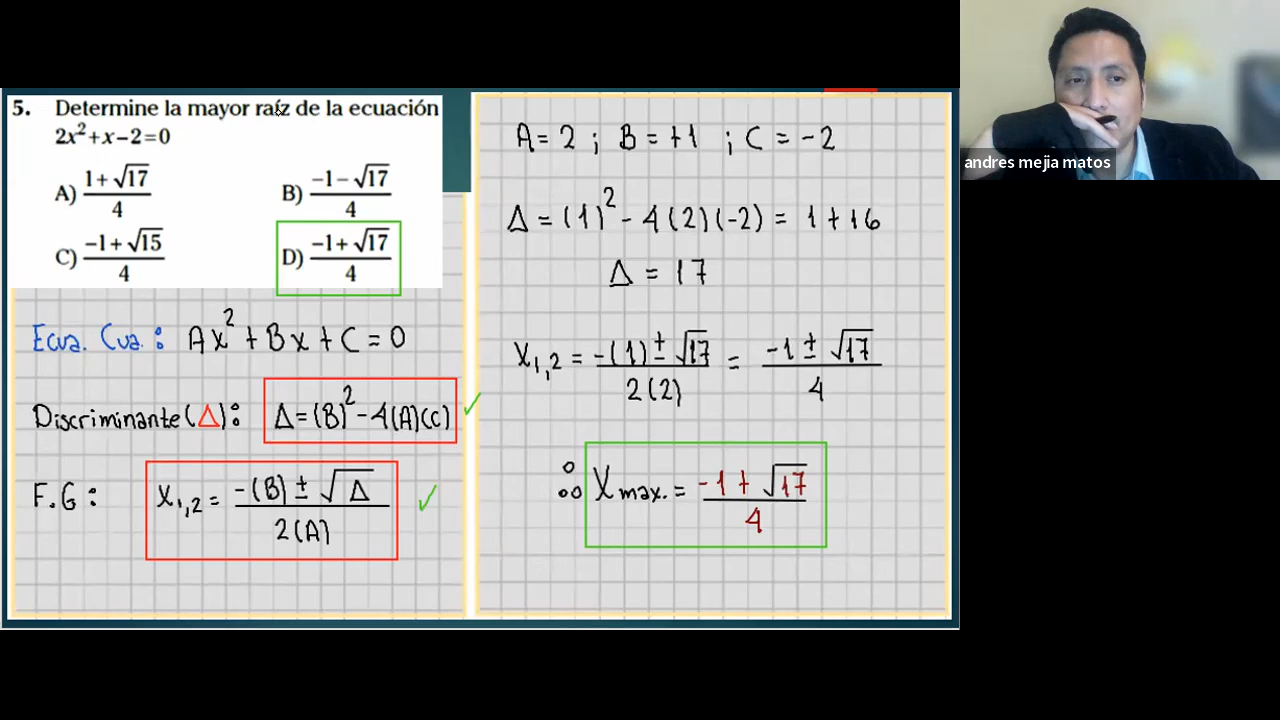 5. Determine la mayor raíz de la ecuación
2x²+x−2=0
A) (1+√17)/4 B) (−1−√17)/4
C) (−1+√15)/4 D) (−1+√17)/4
Ecua. Cua.: Ax² + Bx + C = 0
Discriminante(Δ): Δ = (B)² − 4(A)(C) ✓
F.G: X₁,₂ = (−(B) ± √Δ)/2(A) ✓
A = 2 ; B = +1 ; C = −2
Δ = (1)² − 4(2)(−2) = 1 + 16
Δ = 17
X₁,₂ = (−(1) ± √17)/2(2) = (−1 ± √17)/4
∴ Xmax. = (−1 + √17)/4
andres mejia matos